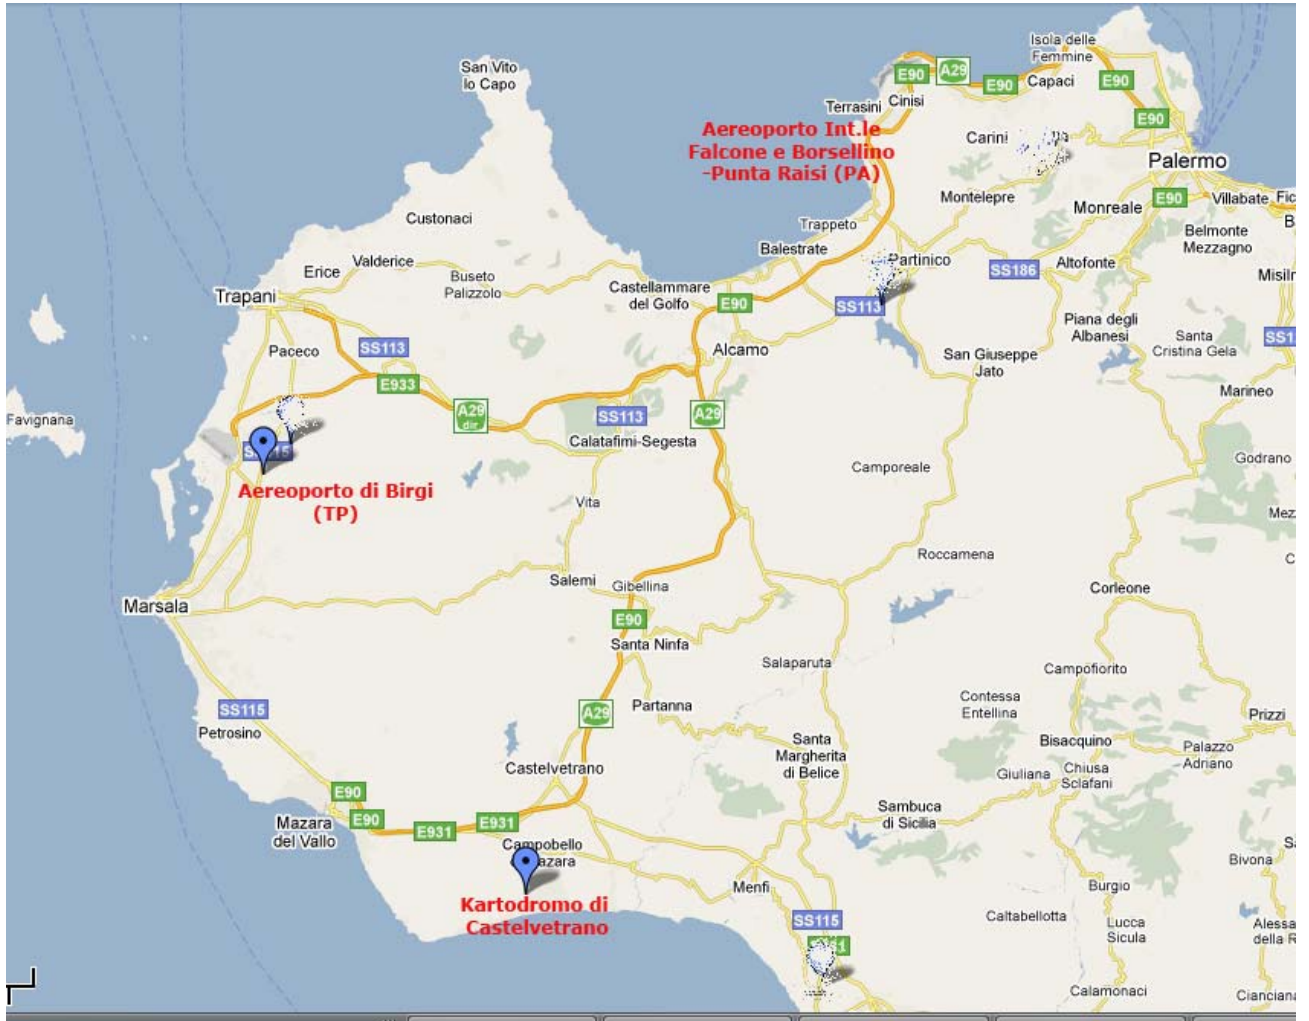 Isola delle
Femmine
San Vito
lo Capo
E90
A29
E90
Capaci
E90
Terrasini
Cinisi
E90
Aereoporto Int.le
Falcone e Borsellino
-Punta Raisi (PA)
Carini
Palermo
Montelepre
Monreale
E90
Villabate
Custonaci
Trappeto
Belmonte
Mezzagno
Balestrate
Partinico
SS186
Altofonte
Erice
Valderice
Buseto
Palizzolo
Castellammare
del Golfo
Trapani
E90
SS113
Piana degli
Albanesi
Santa
Cristina Gela
Paceco
SS113
Alcamo
San Giuseppe
Jato
E933
Marineo
Favignana
A29
dir
SS113
A29
Calatafimi-Segesta
Godrano
Camporeale
Aereoporto di Birgi
(TP)
Vita
Roccamena
Salemi
Gibellina
Corleone
Marsala
E90
Santa Ninfa
Salaparuta
Campofiorito
Contessa
Entellina
SS115
A29
Partanna
Prizzi
Petrosino
Santa
Margherita
di Belice
Bisacquino
Palazzo
Adriano
Castelvetrano
Giuliana
Chiusa
Sclafani
E90
E90
E931
E931
Sambuca
di Sicilia
Mazara
del Vallo
Campobello
Bivona
Menfi
Burgio
Kartodromo di
Castelvetrano
SS115
Caltabellotta
Lucca
Sicula
Calamonaci